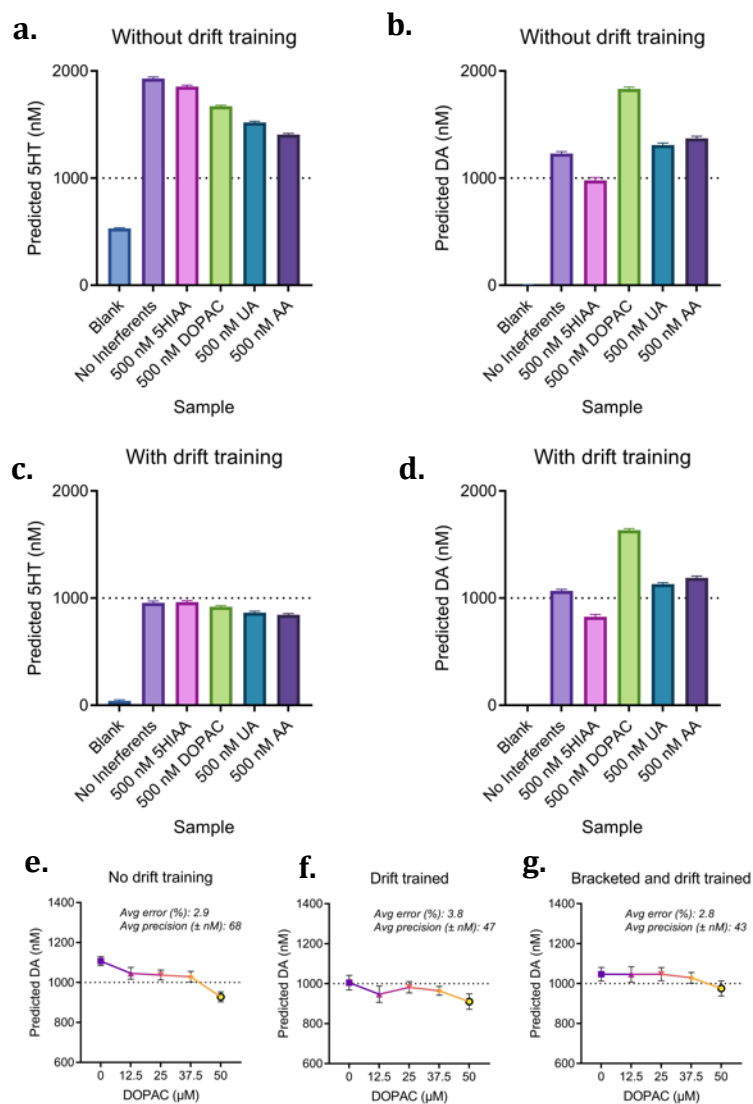 a.
Without drift training
Predicted 5HT (nM)
2000
1000
0
Blank
No Interferents
500 nM 5HIAA
500 nM DOPAC
500 nM UA
500 nM AA
Sample
b.
Without drift training
Predicted DA (nM)
2000
1000
0
Blank
No Interferents
500 nM 5HIAA
500 nM DOPAC
500 nM UA
500 nM AA
Sample
c.
With drift training
Predicted 5HT (nM)
2000
1000
0
Blank
No Interferents
500 nM 5HIAA
500 nM DOPAC
500 nM UA
500 nM AA
Sample
d.
With drift training
Predicted DA (nM)
2000
1000
0
Blank
No Interferents
500 nM 5HIAA
500 nM DOPAC
500 nM UA
500 nM AA
Sample
e.
No drift training
Avg error (%): 2.9
Avg precision (± nM): 68
Predicted DA (nM)
1400
1200
1000
800
600
0 12.5 25 37.5 50
DOPAC (µM)
f.
Drift trained
Avg error (%): 3.8
Avg precision (± nM): 47
Predicted DA (nM)
1400
1200
1000
800
600
0 12.5 25 37.5 50
DOPAC (µM)
g.
Bracketed and drift trained
Avg error (%): 2.8
Avg precision (± nM): 43
Predicted DA (nM)
1400
1200
1000
800
600
0 12.5 25 37.5 50
DOPAC (µM)